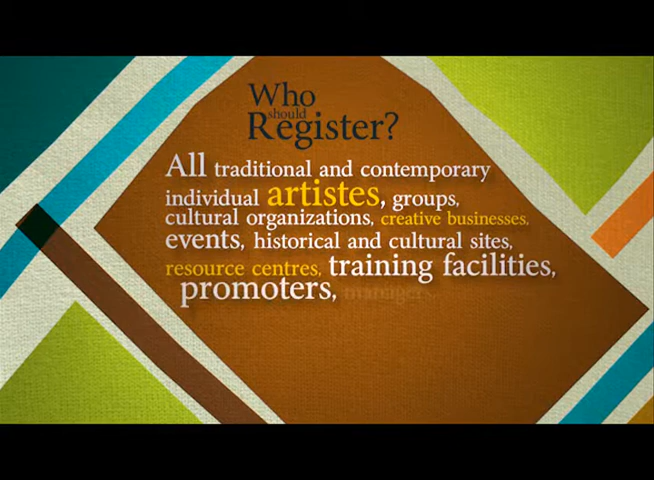 Who
should
Register?
All traditional and contemporary
individual artistes, groups,
cultural organizations, creative businesses,
events, historical and cultural sites,
resource centres, training facilities,
promoters, managers